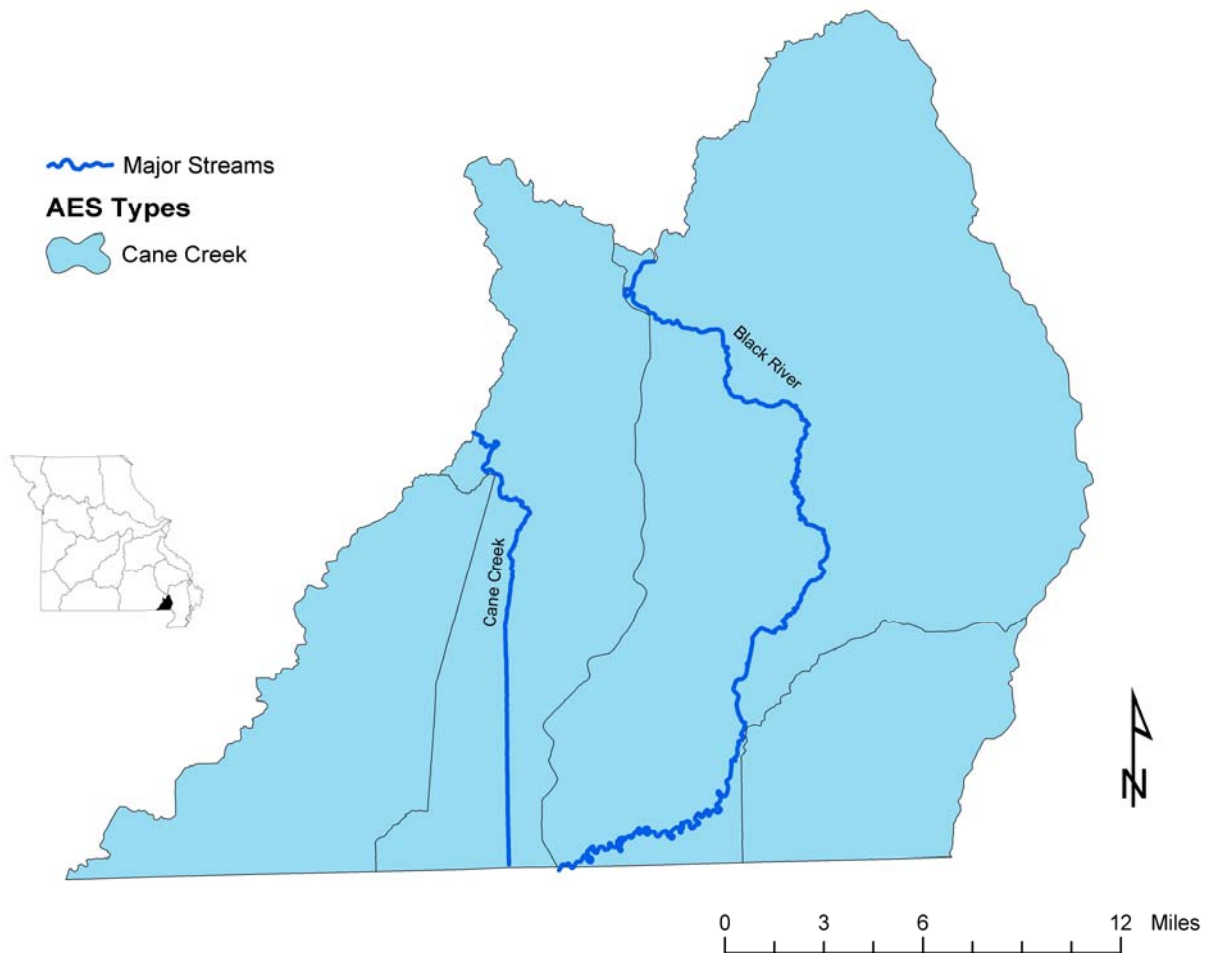 Major Streams
AES Types
Cane Creek
Black River
Cane Creek
N
0 3 6 12 Miles